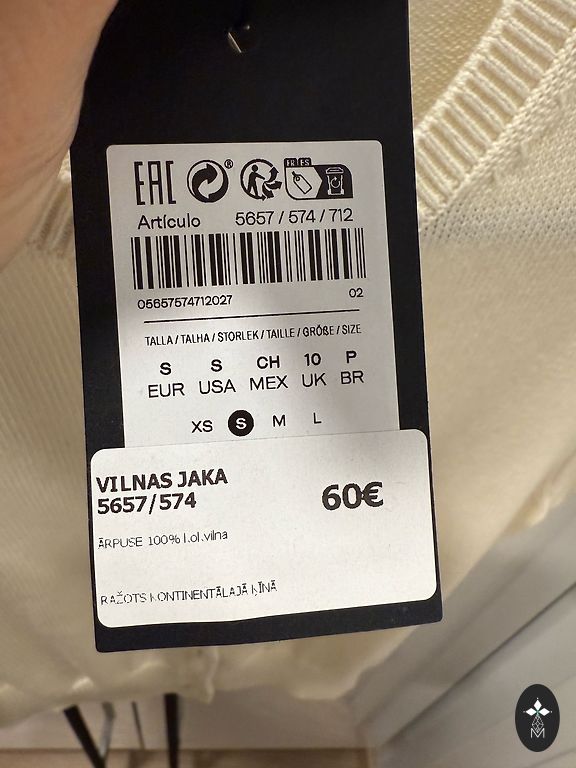 EAC
FR ES
Artículo 5657 / 574 / 712
05657574712027 02
TALLA / TALHA / STORLEK / TAILLE / GRÖßE / SIZE
S S CH 10 P
EUR USA MEX UK BR
XS S M L
VILNAS JAKA
5657/574 60€
ĀRPUSE 100% l.ol.vilna
RAŽOTS KONTINENTĀLAJĀ ĶĪNĀ
M